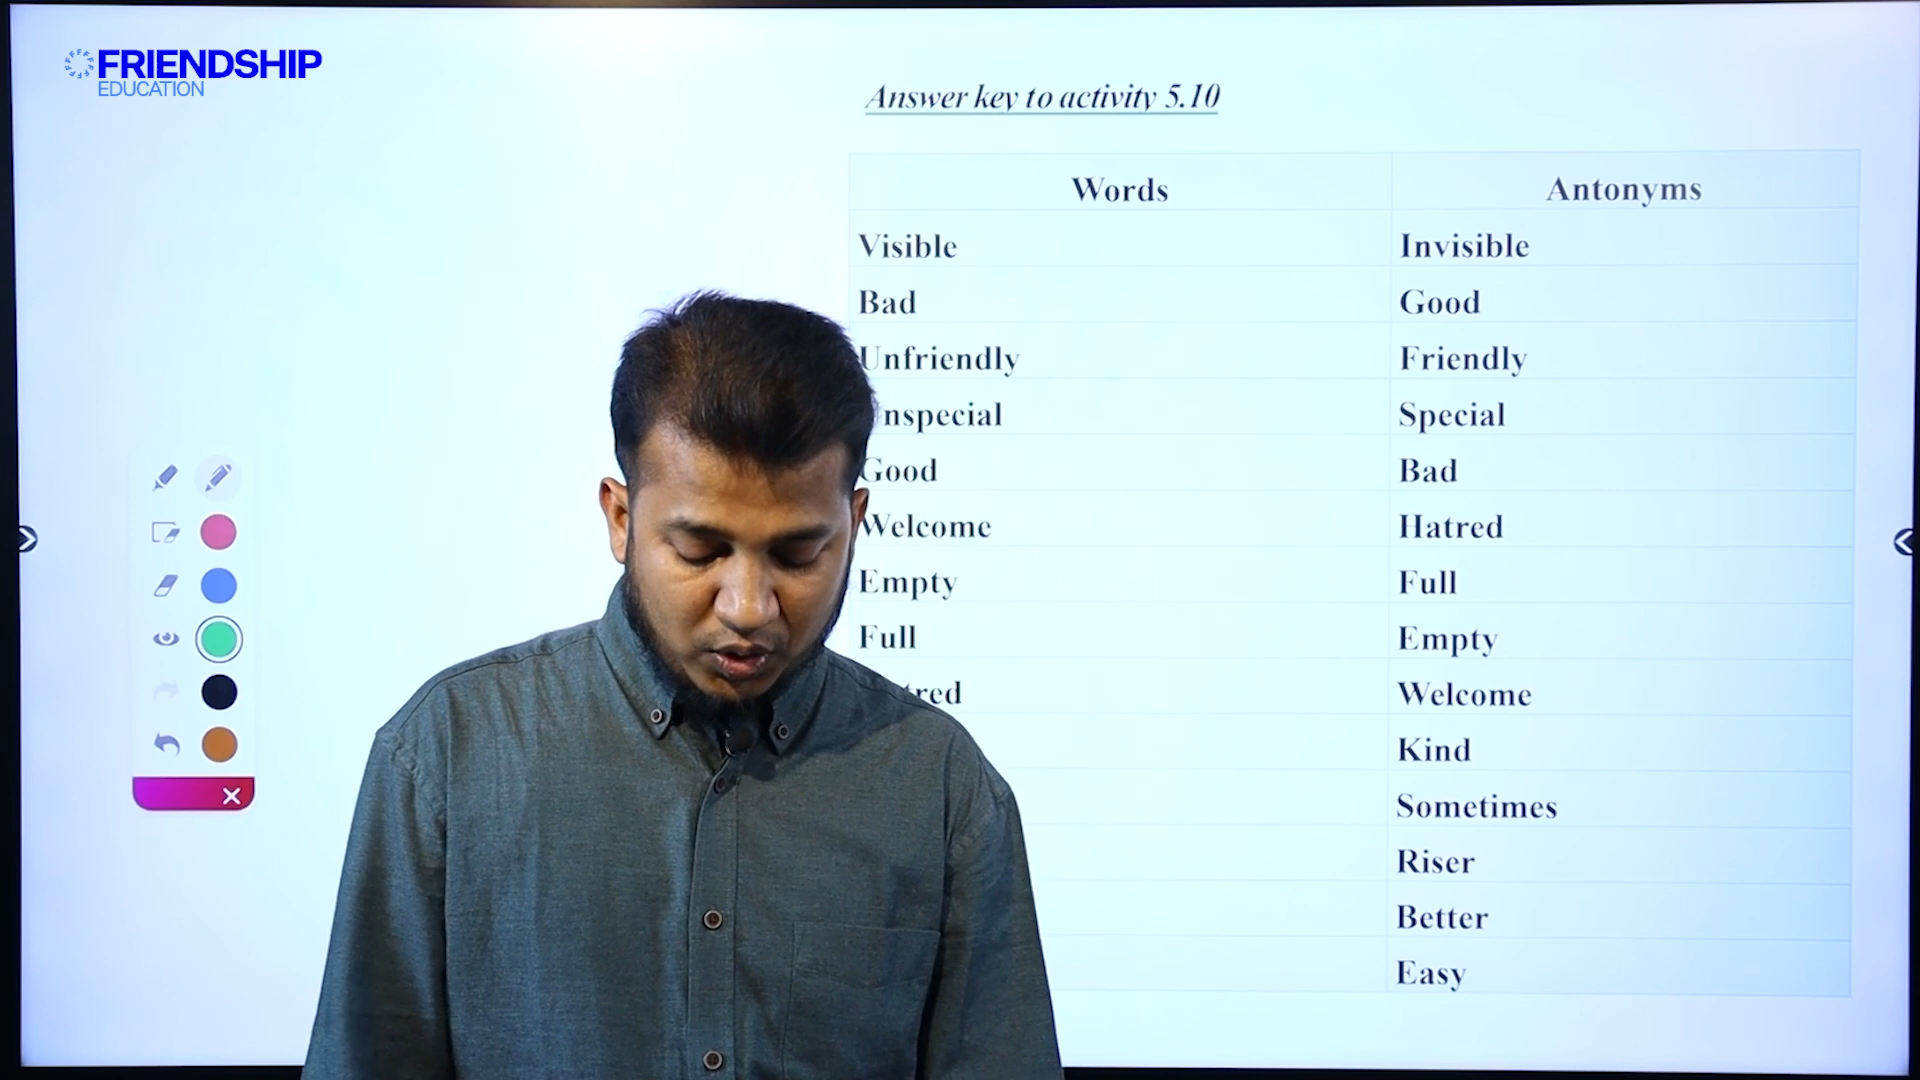 FRIENDSHIP
EDUCATION
Answer key to activity 5.10
Words Antonyms
Visible Invisible
Bad Good
Unfriendly Friendly
Special
Good Bad
Welcome Hatred
Empty Full
Full Empty
Welcome
Kind
Sometimes
Riser
Better
Easy